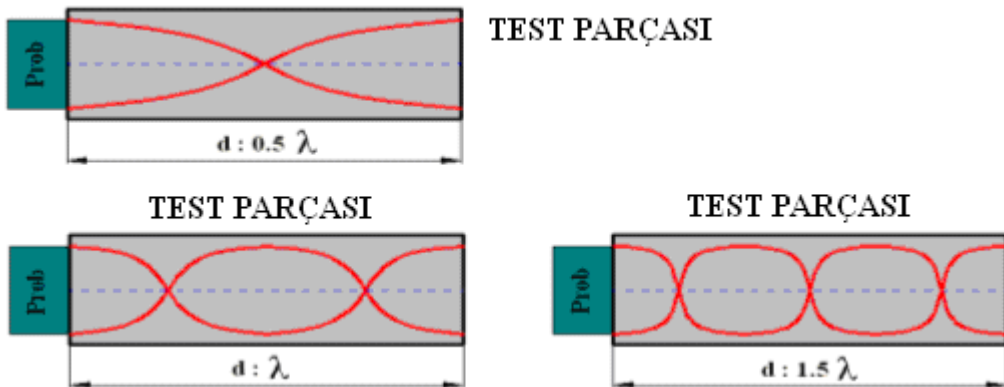 Prob
TEST PARÇASI
d : 0.5 λ
TEST PARÇASI
Prob
d : λ
TEST PARÇASI
Prob
d : 1.5 λ